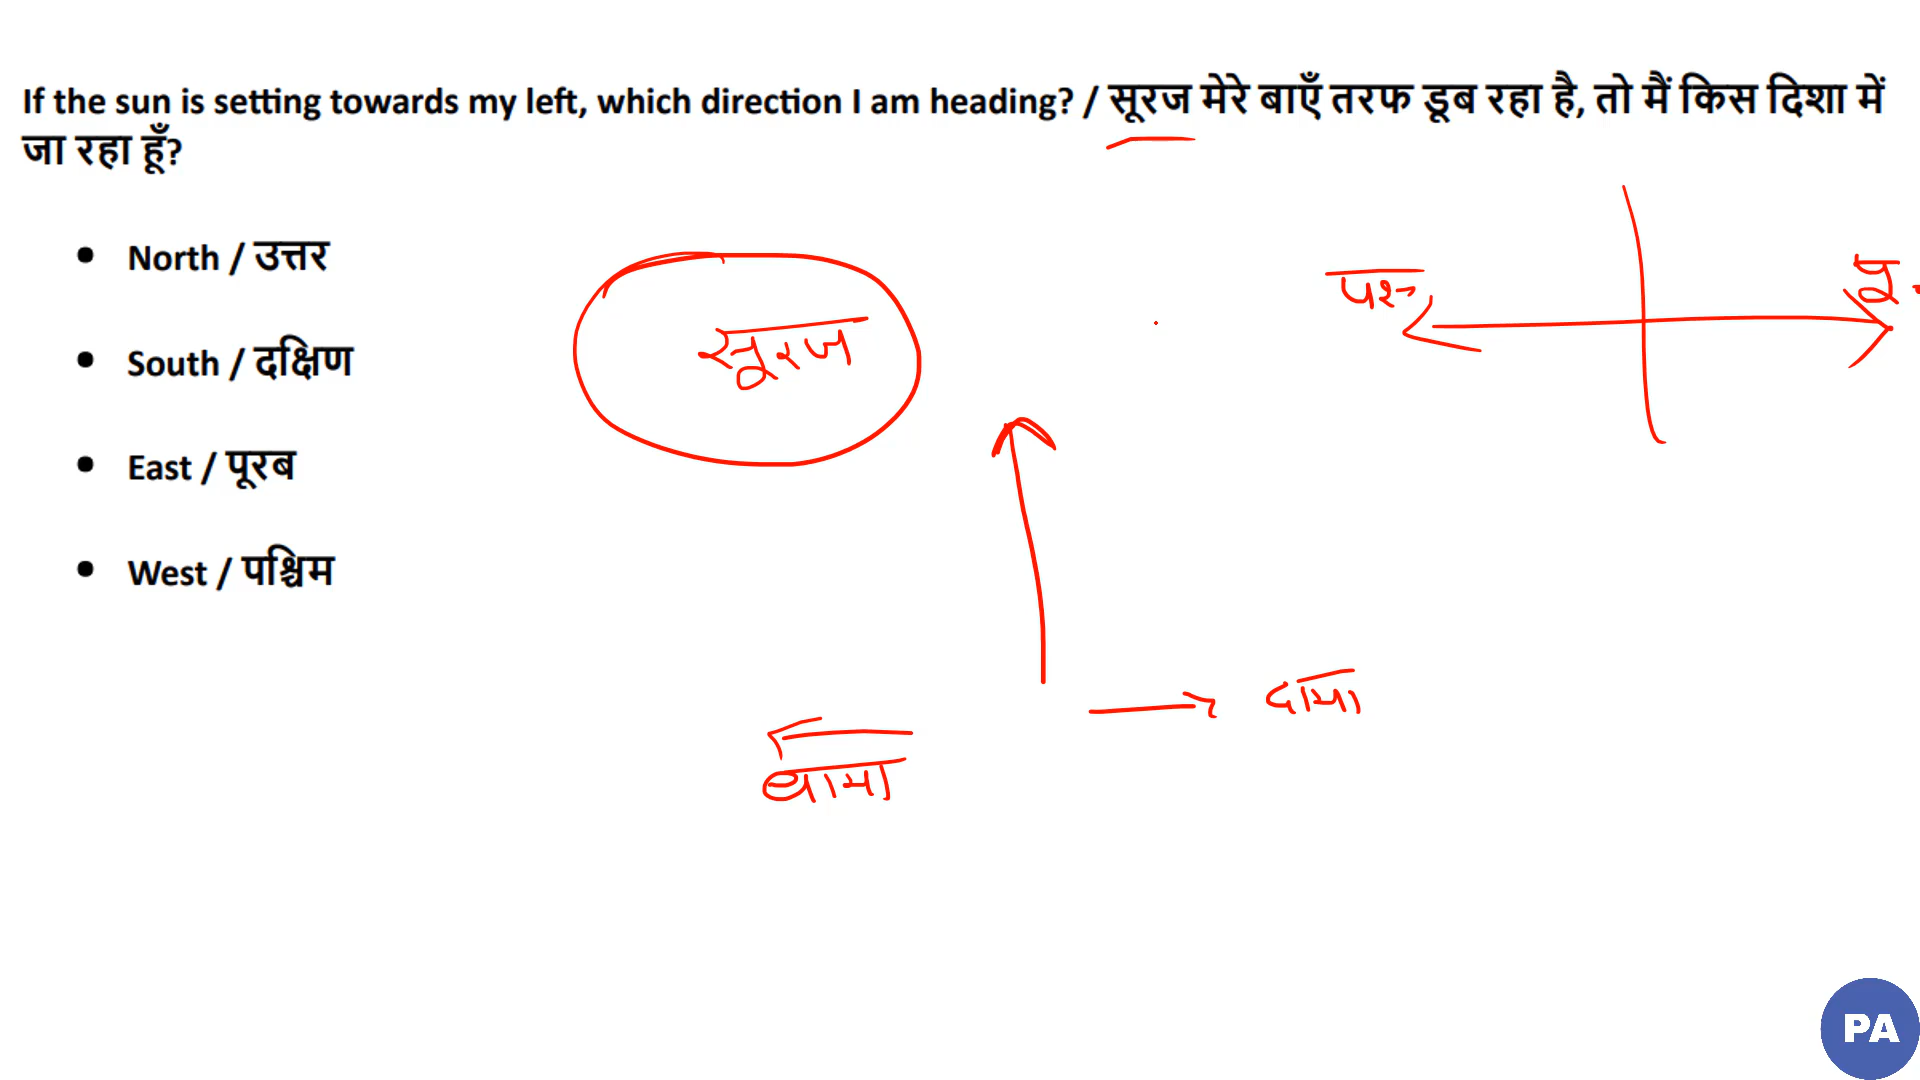 If the sun is setting towards my left, which direction I am heading? / सूरज मेरे बाएँ तरफ डूब रहा है, तो मैं किस दिशा में
जा रहा हूँ?
• North / उत्तर
• South / दक्षिण
• East / पूरब
• West / पश्चिम
सूरज
दाया
बाया
PA